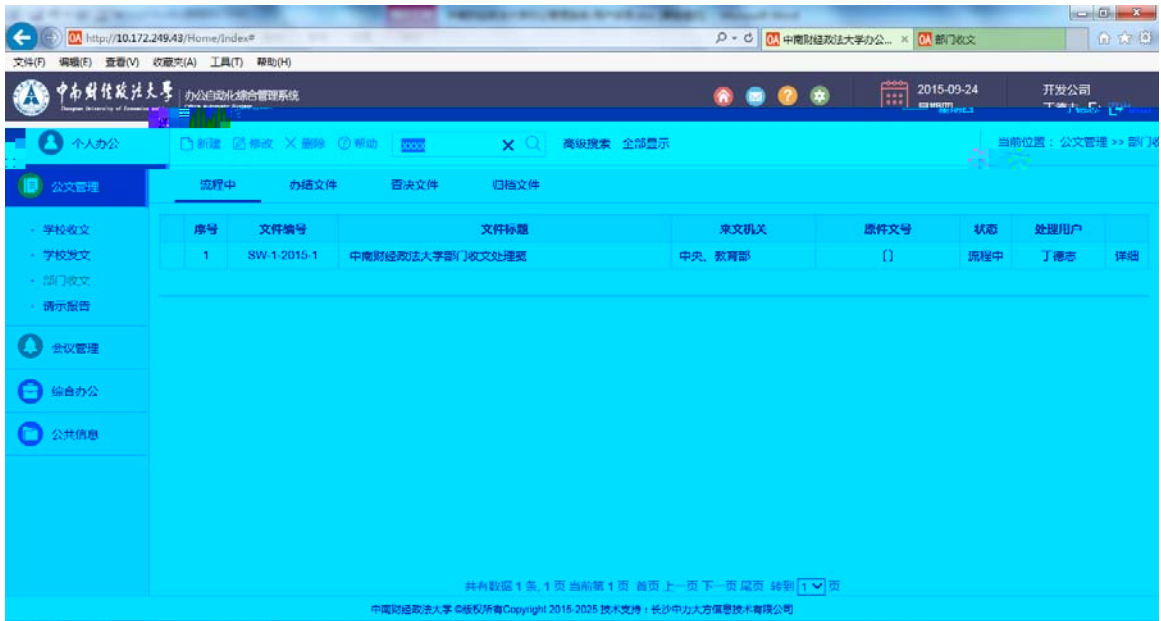 http://10.172.249.43/Home/Index#
中南财经政法大学办公... ×
部门收文
文件(F) 编辑(E) 查看(V) 收藏夹(A) 工具(T) 帮助(H)
中南财经政法大学 办公自动化综合管理系统
2015-09-24
开发公司
个人办公
新建 修改 删除 帮助
xxxx
高级搜索 全部显示
当前位置：公文管理 >> 部门收
公文管理
流程中 办结文件 否决文件 归档文件
学校收文
学校发文
部门收文
请示报告
序号 文件编号 文件标题 来文机关 原件文号 状态 处理用户
1 SW-1-2015-1 中南财经政法大学部门收文处理笺 中央、教育部 〔〕 流程中 丁德志 详细
会议管理
综合办公
公共信息
共有数据 1 条, 1 页 当前第 1 页 首页 上一页 下一页 尾页 转到 1 页
中南财经政法大学 ©版权所有Copyright 2015-2025 技术支持：长沙中力大方信息技术有限公司